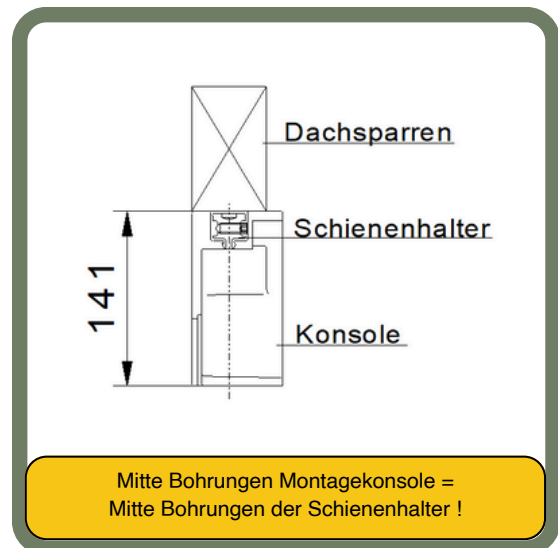 Dachsparren
Schienenhalter
141
Konsole
Mitte Bohrungen Montagekonsole =
Mitte Bohrungen der Schienenhalter !